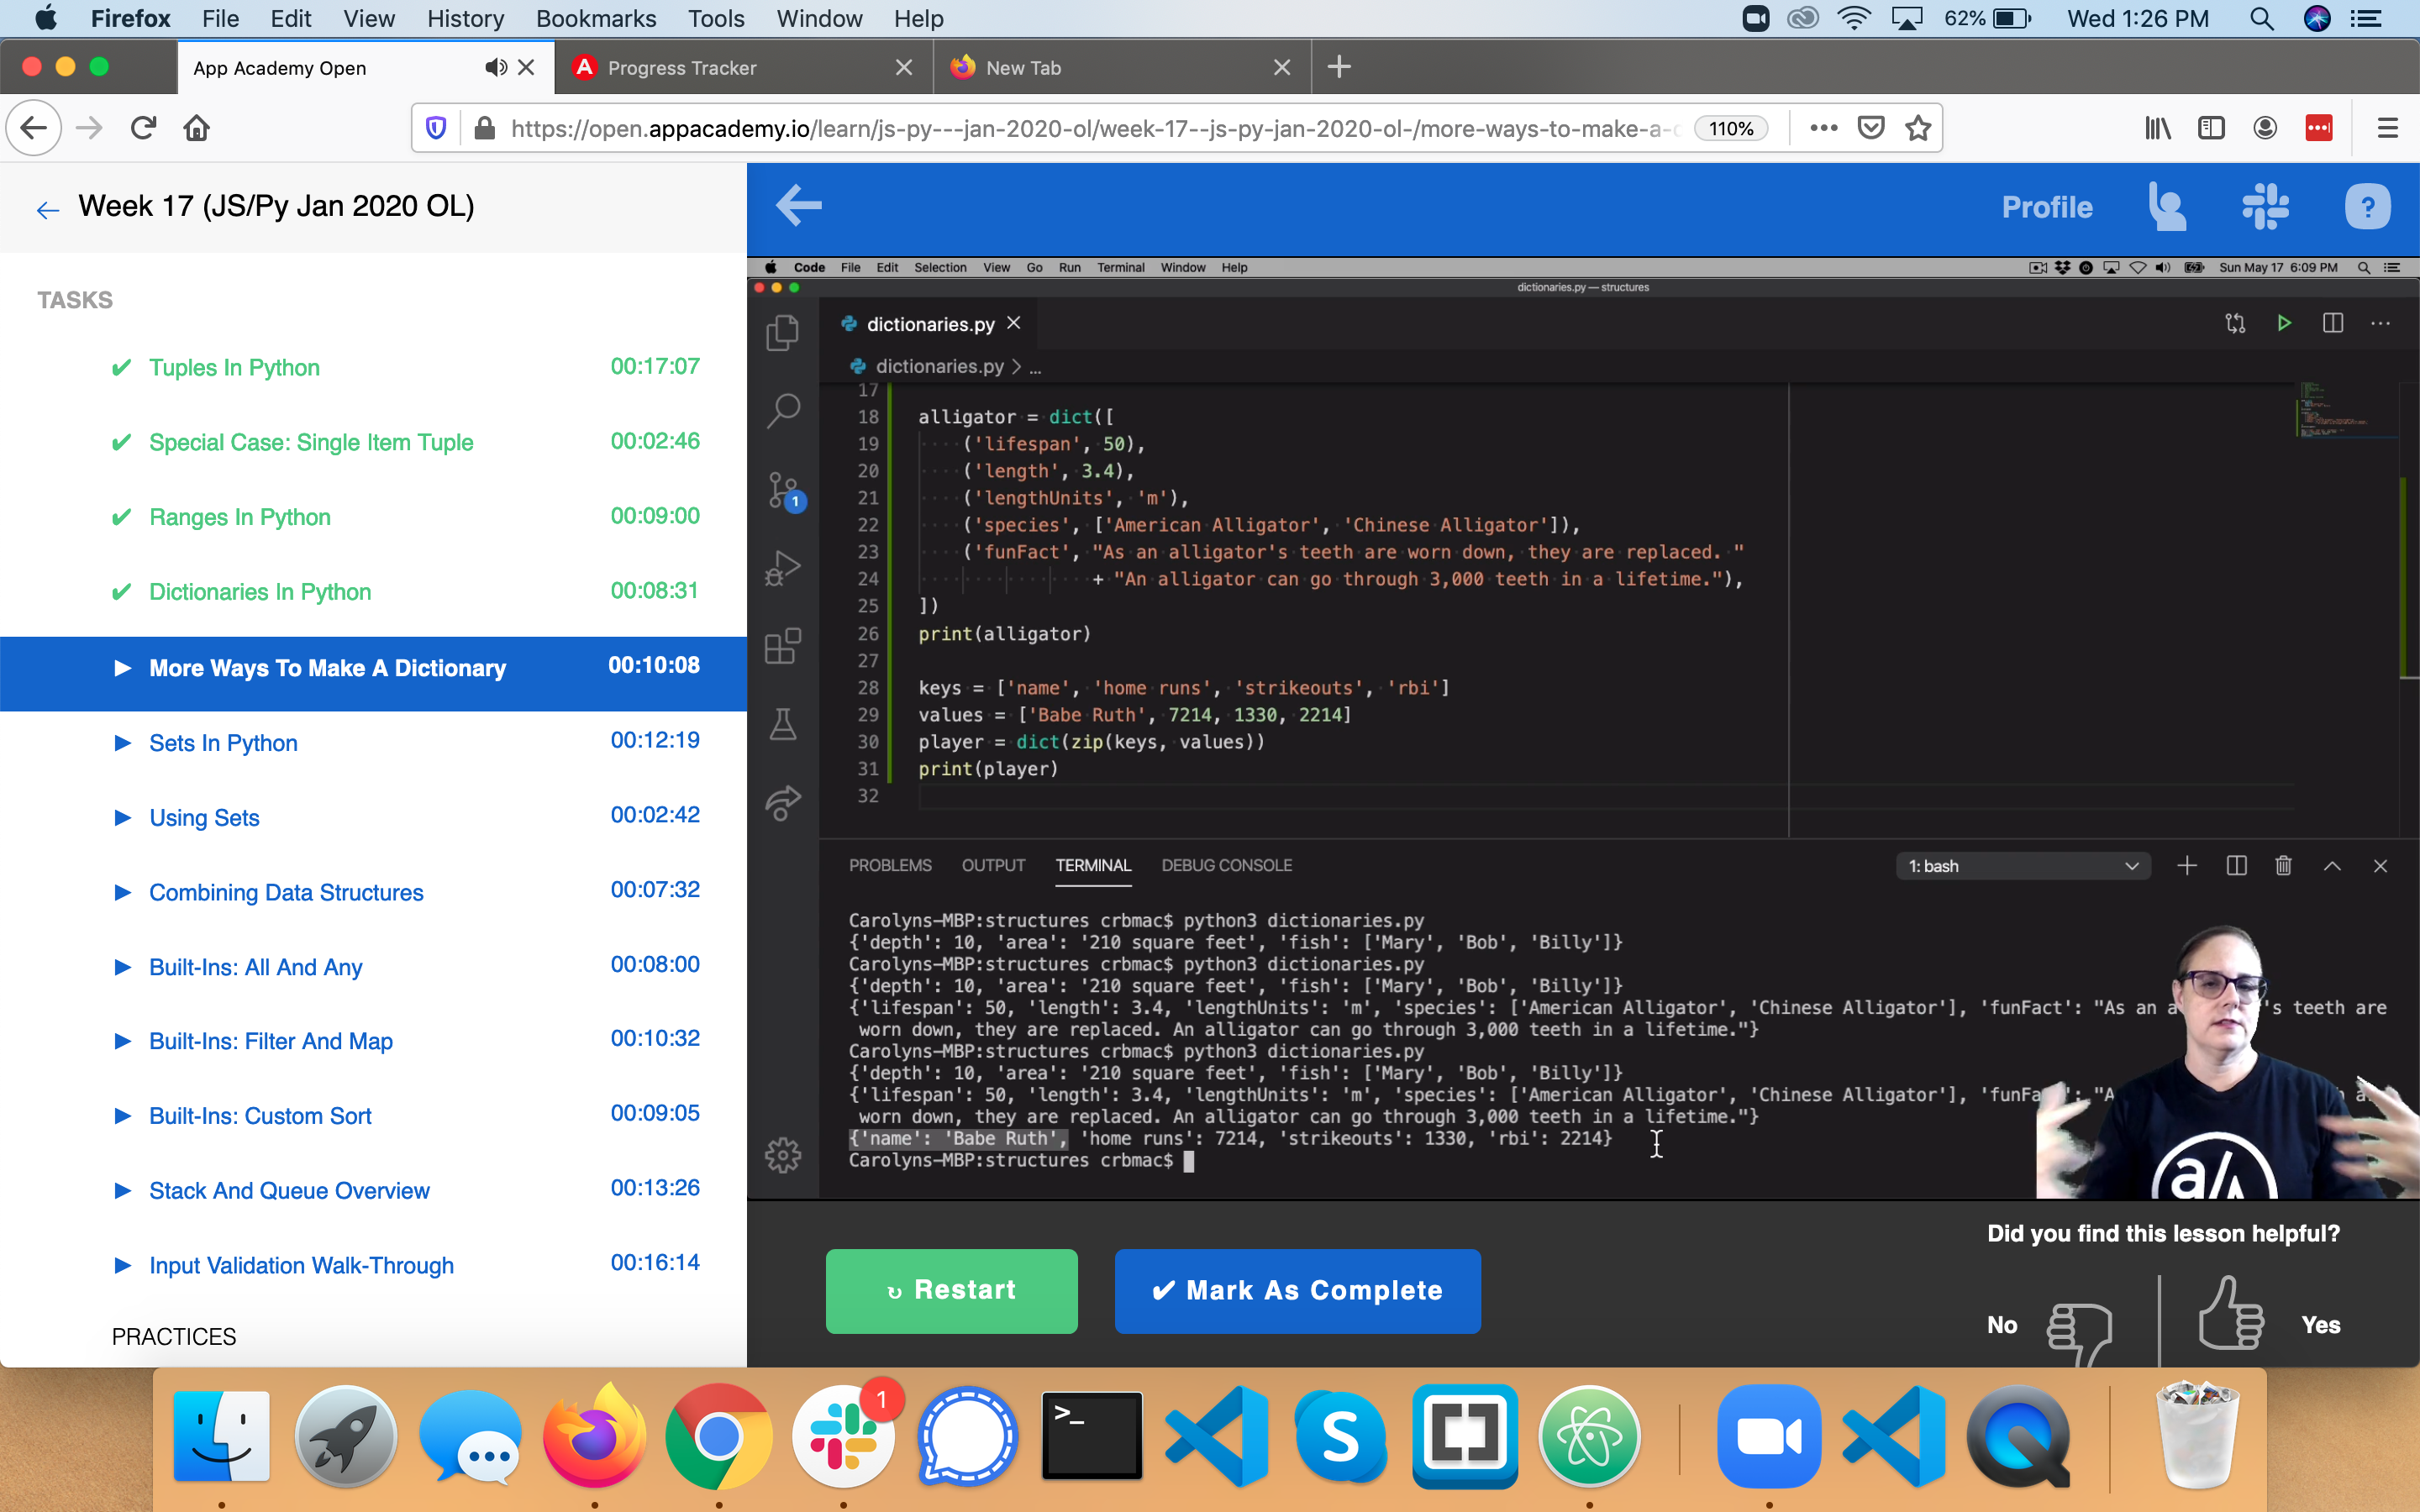 Firefox File Edit View History Bookmarks Tools Window Help 62% Wed 1:26 PM
App Academy Open Progress Tracker New Tab
https://open.appacademy.io/learn/js-py---jan-2020-ol/week-17--js-py-jan-2020-ol-/more-ways-to-make-a- 110%
Week 17 (JS/Py Jan 2020 OL)
Profile
TASKS
✔ Tuples In Python 00:17:07
✔ Special Case: Single Item Tuple 00:02:46
✔ Ranges In Python 00:09:00
✔ Dictionaries In Python 00:08:31
More Ways To Make A Dictionary 00:10:08
Sets In Python 00:12:19
Using Sets 00:02:42
Combining Data Structures 00:07:32
Built-Ins: All And Any 00:08:00
Built-Ins: Filter And Map 00:10:32
Built-Ins: Custom Sort 00:09:05
Stack And Queue Overview 00:13:26
Input Validation Walk-Through 00:16:14
PRACTICES
Code File Edit Selection View Go Run Terminal Window Help Sun May 17 6:09 PM
dictionaries.py — structures
dictionaries.py
dictionaries.py > ...
17
18 alligator = dict([
19 ('lifespan', 50),
20 ('length', 3.4),
21 ('lengthUnits', 'm'),
22 ('species', ['American Alligator', 'Chinese Alligator']),
23 ('funFact', "As an alligator's teeth are worn down, they are replaced. "
24 + "An alligator can go through 3,000 teeth in a lifetime."),
25 ])
26 print(alligator)
27
28 keys = ['name', 'home runs', 'strikeouts', 'rbi']
29 values = ['Babe Ruth', 7214, 1330, 2214]
30 player = dict(zip(keys, values))
31 print(player)
32
1
PROBLEMS OUTPUT TERMINAL DEBUG CONSOLE 1: bash
Carolyns-MBP:structures crbmac$ python3 dictionaries.py
{'depth': 10, 'area': '210 square feet', 'fish': ['Mary', 'Bob', 'Billy']}
Carolyns-MBP:structures crbmac$ python3 dictionaries.py
{'depth': 10, 'area': '210 square feet', 'fish': ['Mary', 'Bob', 'Billy']}
{'lifespan': 50, 'length': 3.4, 'lengthUnits': 'm', 'species': ['American Alligator', 'Chinese Alligator'], 'funFact': "As an a 's teeth are
worn down, they are replaced. An alligator can go through 3,000 teeth in a lifetime."}
Carolyns-MBP:structures crbmac$ python3 dictionaries.py
{'depth': 10, 'area': '210 square feet', 'fish': ['Mary', 'Bob', 'Billy']}
{'lifespan': 50, 'length': 3.4, 'lengthUnits': 'm', 'species': ['American Alligator', 'Chinese Alligator'], 'funFa ': "A
worn down, they are replaced. An alligator can go through 3,000 teeth in a lifetime."}
{'name': 'Babe Ruth', 'home runs': 7214, 'strikeouts': 1330, 'rbi': 2214}
Carolyns-MBP:structures crbmac$
a/A
Restart
✔ Mark As Complete
Did you find this lesson helpful?
No Yes
1